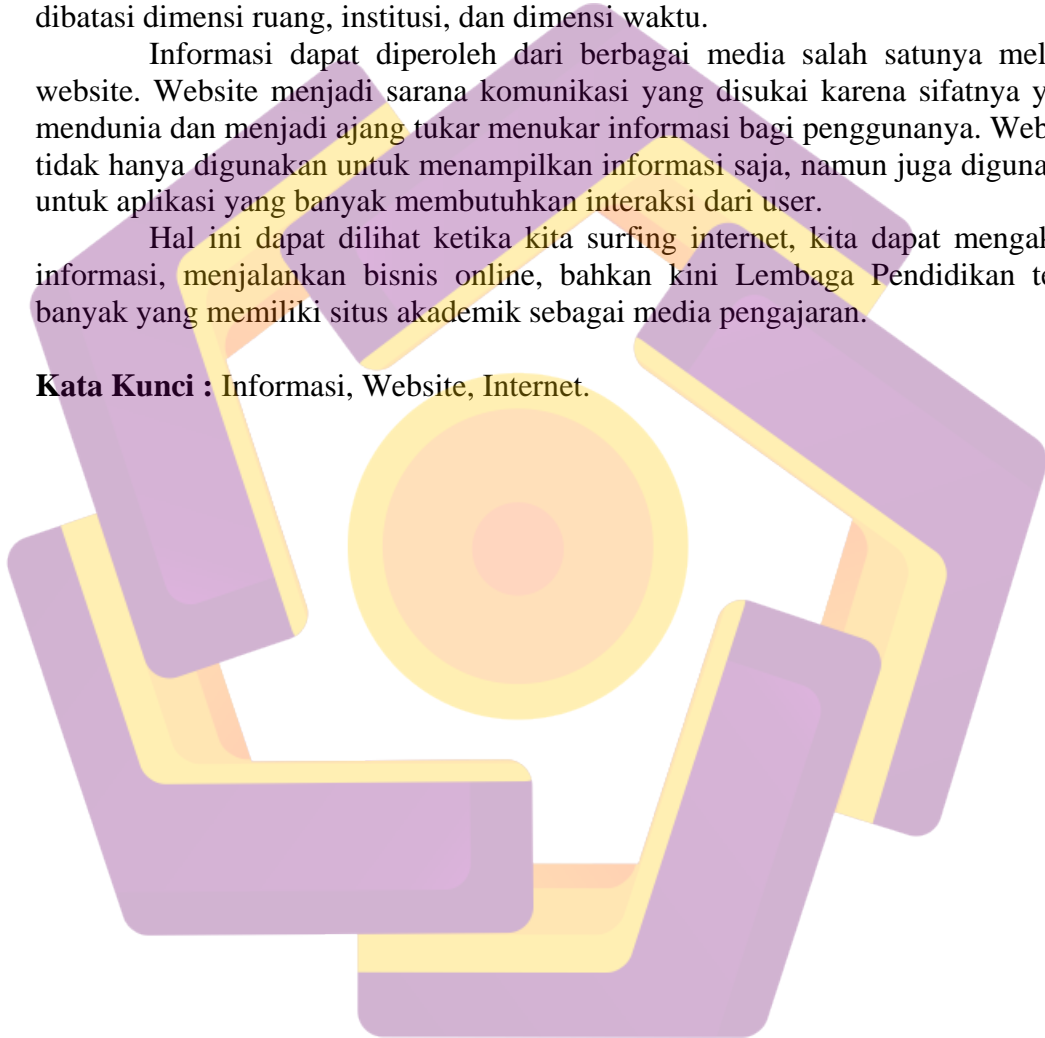 dibatasi dimensi ruang, institusi, dan dimensi waktu.
Informasi dapat diperoleh dari berbagai media salah satunya mel
website. Website menjadi sarana komunikasi yang disukai karena sifatnya y
mendunia dan menjadi ajang tukar menukar informasi bagi penggunanya. Web
tidak hanya digunakan untuk menampilkan informasi saja, namun juga diguna
untuk aplikasi yang banyak membutuhkan interaksi dari user.
Hal ini dapat dilihat ketika kita surfing internet, kita dapat mengak
informasi, menjalankan bisnis online, bahkan kini Lembaga Pendidikan te
banyak yang memiliki situs akademik sebagai media pengajaran.
Kata Kunci : Informasi, Website, Internet.